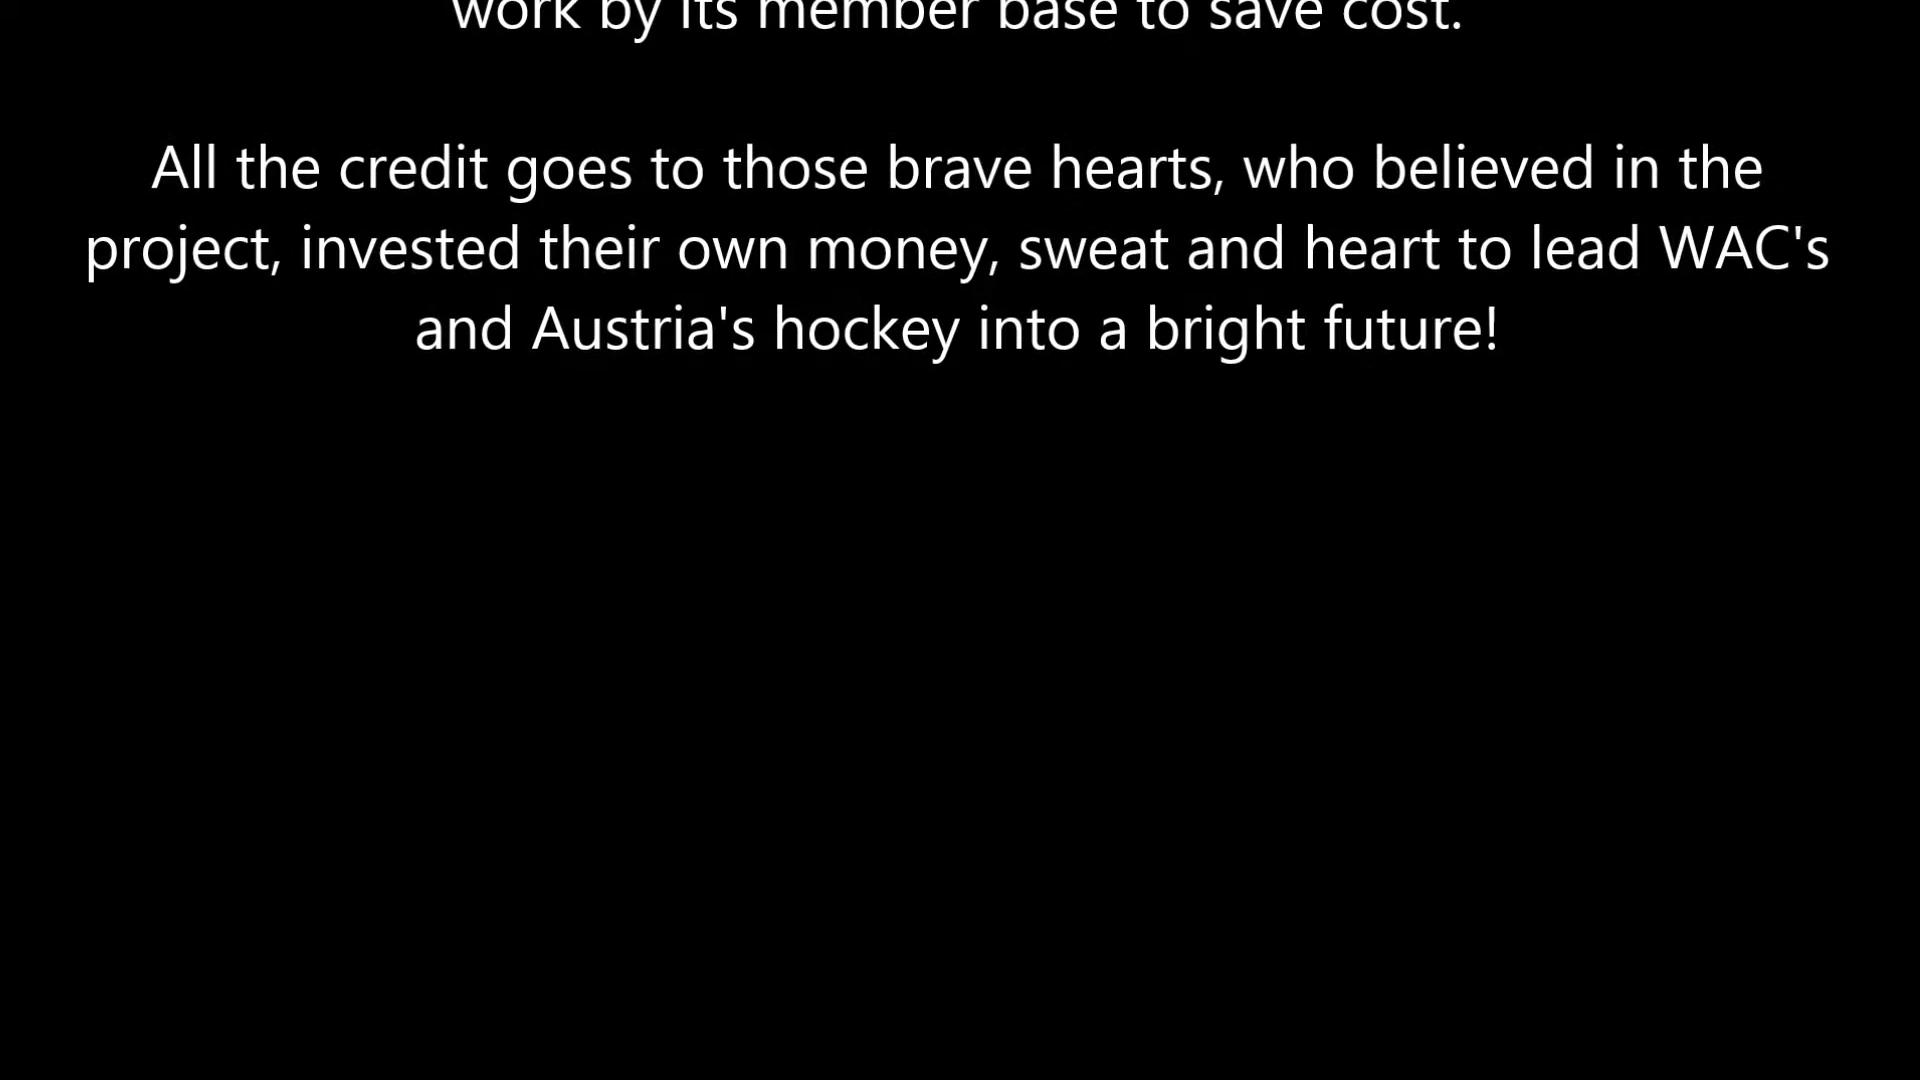 work by its member base to save cost.
All the credit goes to those brave hearts, who believed in the
project, invested their own money, sweat and heart to lead WAC's
and Austria's hockey into a bright future!